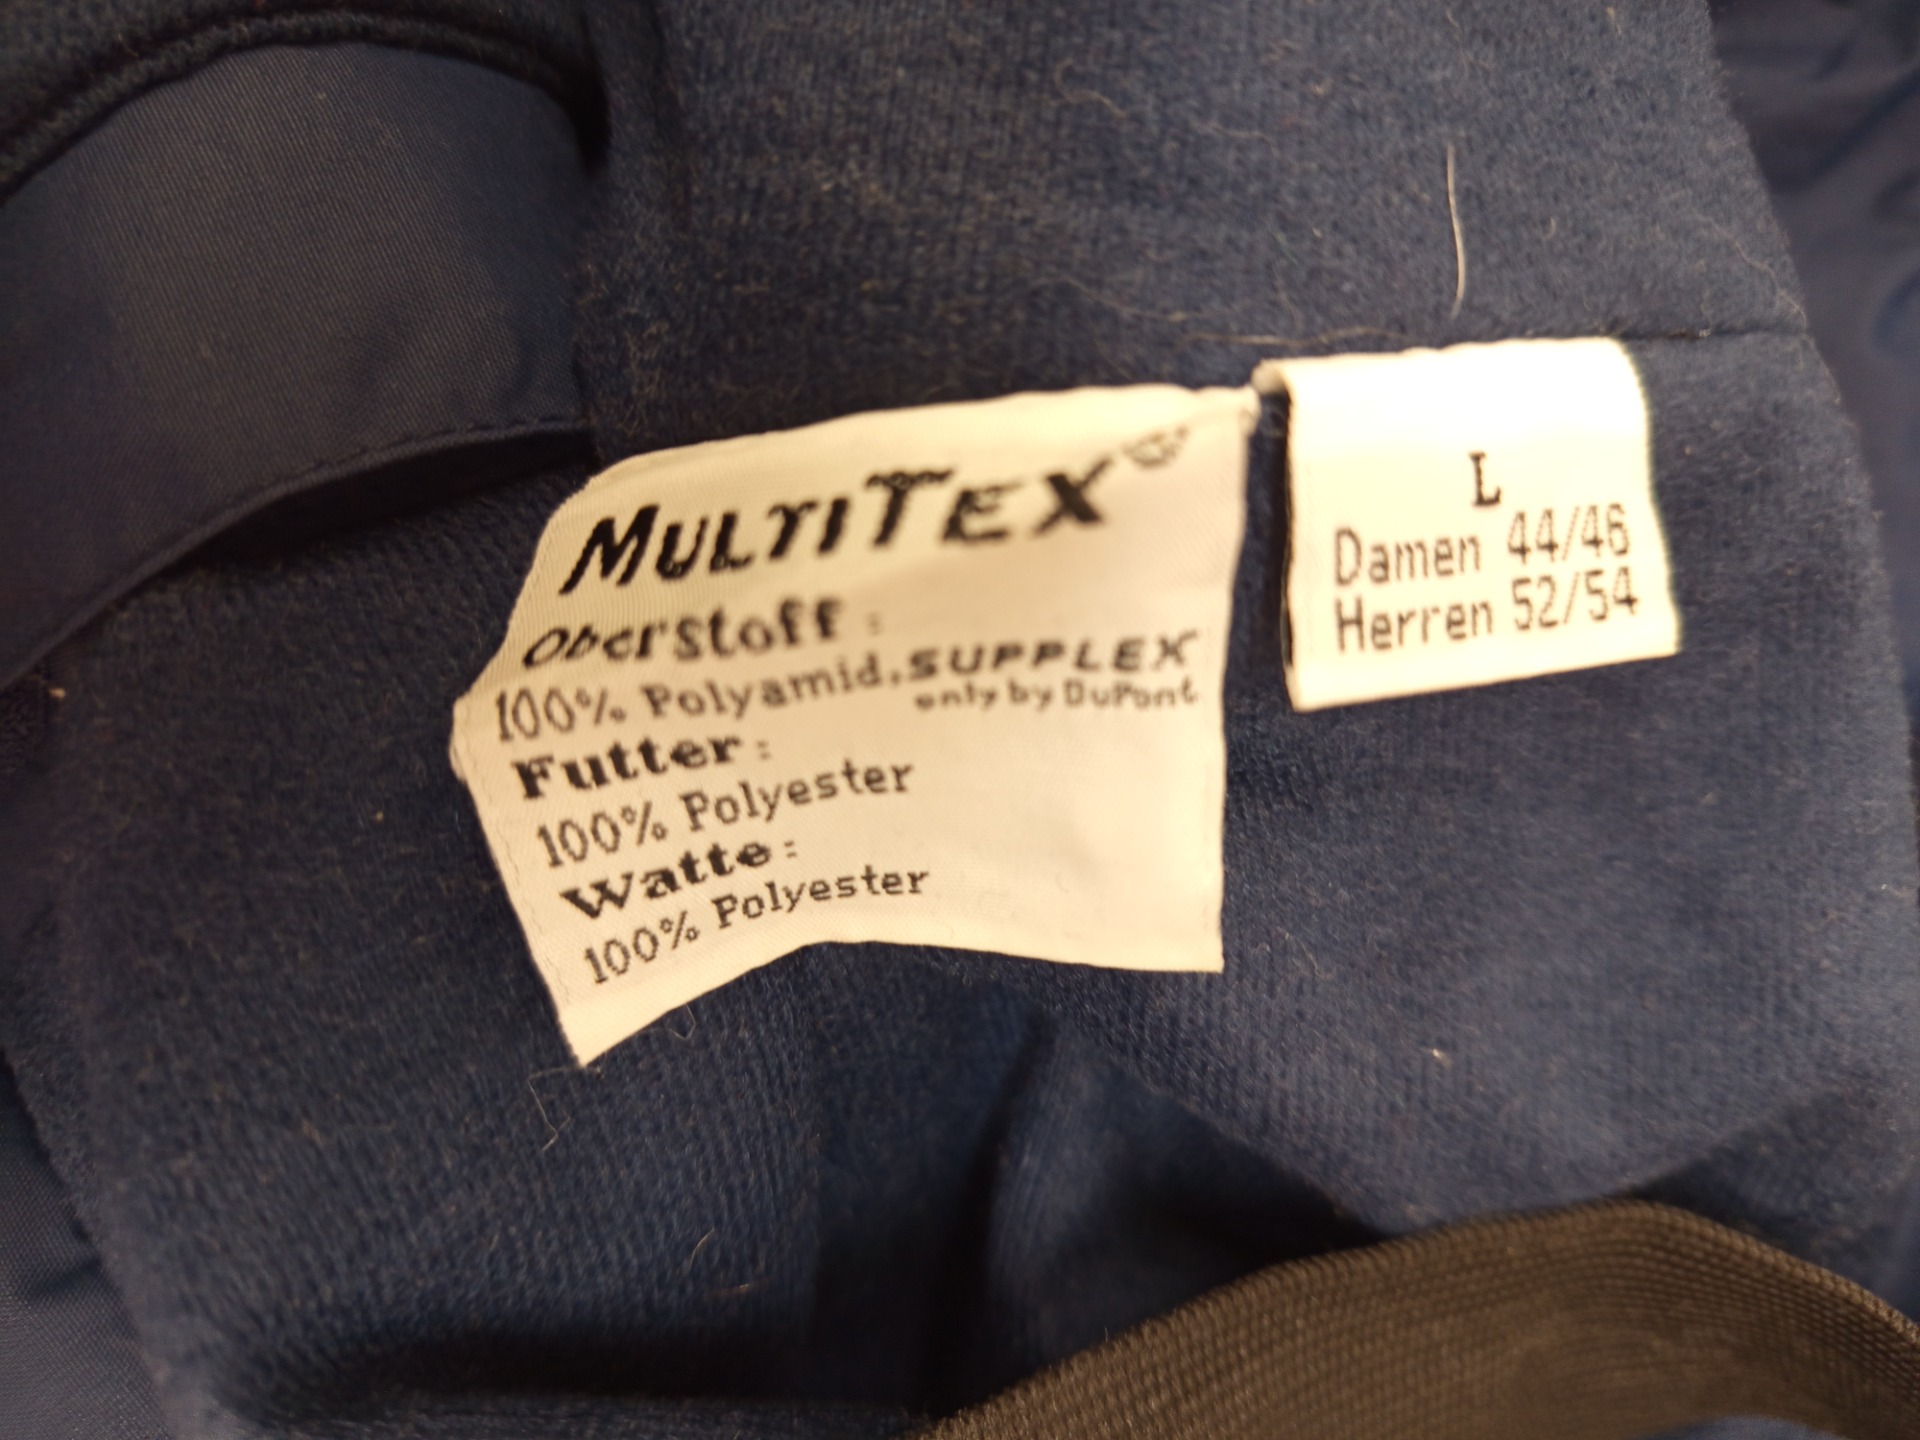 MULTITEX®
Oberstoff:
100% Polyamid, SUPPLEX
only by DuPont
Futter:
100% Polyester
Watte:
100% Polyester
L
Damen 44/46
Herren 52/54